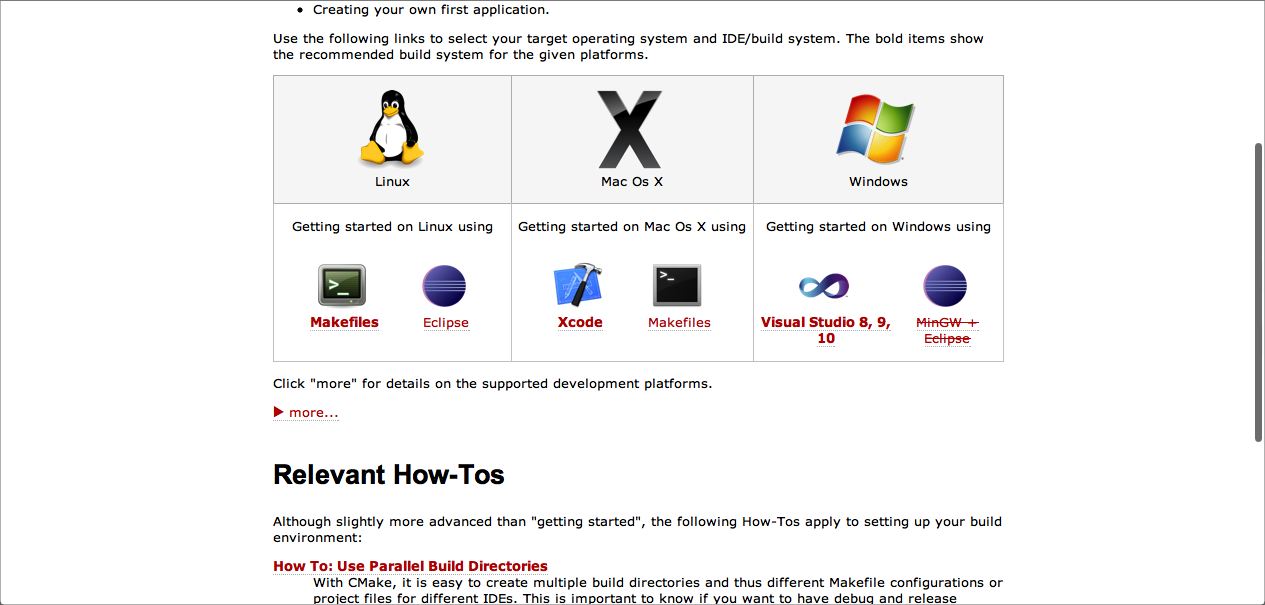 • Creating your own first application.
Use the following links to select your target operating system and IDE/build system. The bold items show
the recommended build system for the given platforms.
Linux
Mac Os X
Windows
Getting started on Linux using
Getting started on Mac Os X using
Getting started on Windows using
Makefiles
Eclipse
Xcode
Makefiles
Visual Studio 8, 9,
10
MinGW +
Eclipse
Click "more" for details on the supported development platforms.
▶ more...
Relevant How-Tos
Although slightly more advanced than "getting started", the following How-Tos apply to setting up your build
environment:
How To: Use Parallel Build Directories
With CMake, it is easy to create multiple build directories and thus different Makefile configurations or
project files for different IDEs. This is important to know if you want to have debug and release